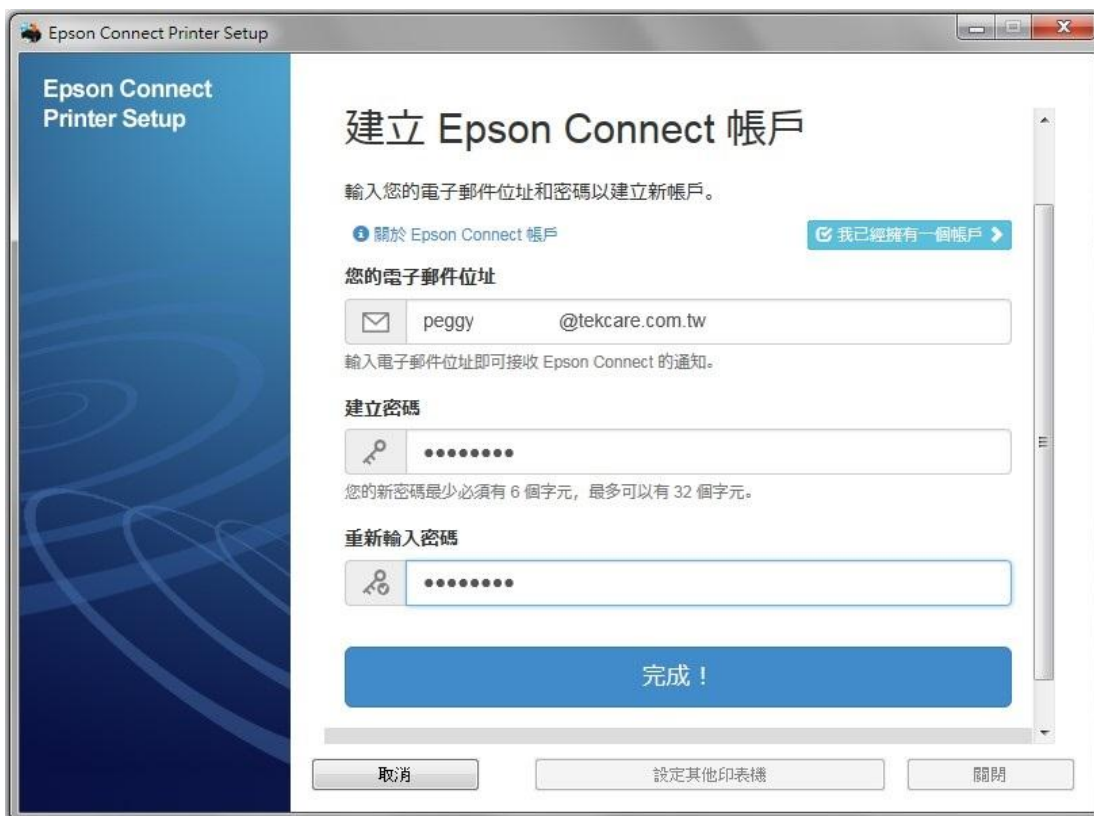 Epson Connect Printer Setup
Epson Connect
Printer Setup
建立 Epson Connect 帳戶
輸入您的電子郵件位址和密碼以建立新帳戶。
關於 Epson Connect 帳戶
我已經擁有一個帳戶
您的電子郵件位址
peggy @tekcare.com.tw
輸入電子郵件位址即可接收 Epson Connect 的通知。
建立密碼
••••••••
您的新密碼最少必須有 6 個字元，最多可以有 32 個字元。
重新輸入密碼
••••••••
完成！
取消
設定其他印表機
關閉